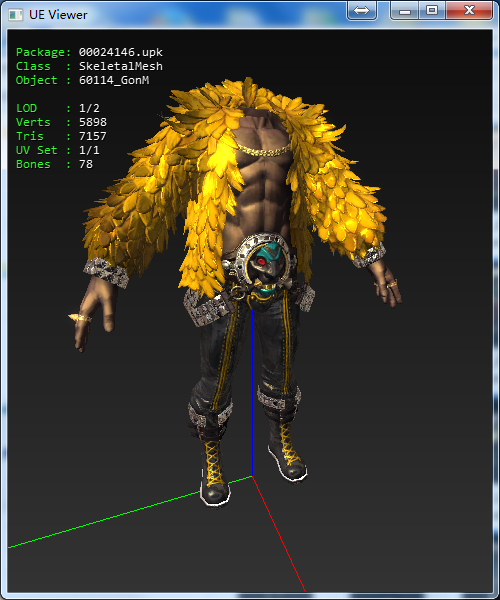 UE Viewer
Package: 00024146.upk
Class : SkeletalMesh
Object : 60114_GonM
LOD : 1/2
Verts : 5898
Tris : 7157
UV Set : 1/1
Bones : 78